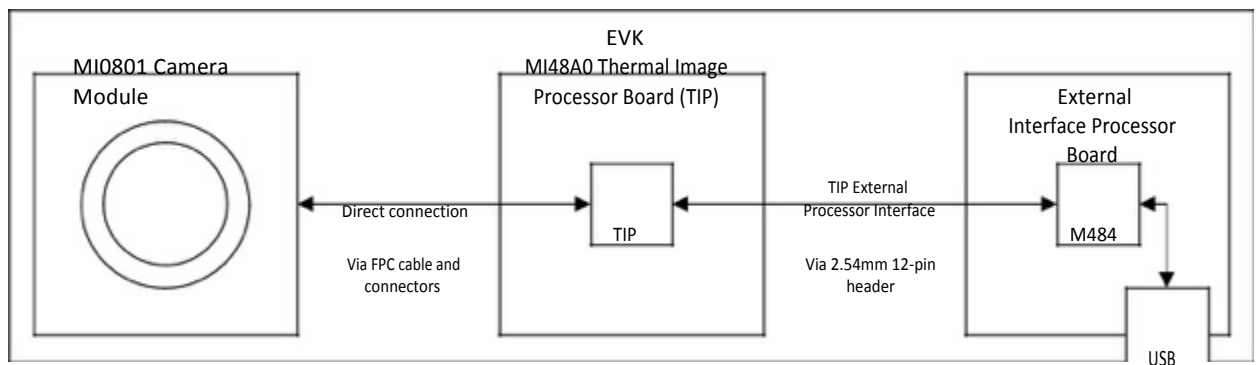 EVK
MI0801 Camera
Module
MI48A0 Thermal Image
Processor Board (TIP)
External
Interface Processor
Board
Direct connection
Via FPC cable and
connectors
TIP
TIP External
Processor Interface
Via 2.54mm 12-pin
header
M484
USB